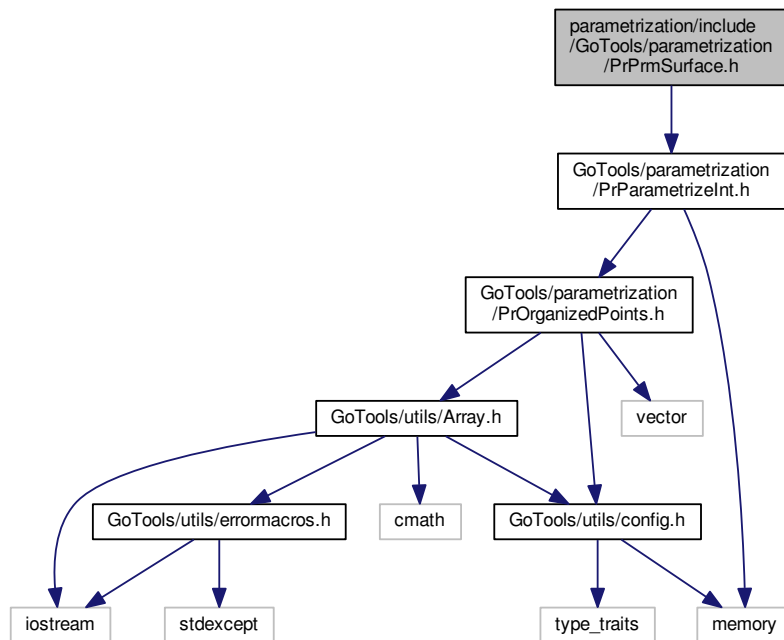 parametrization/include
/GoTools/parametrization
/PrPrmSurface.h
GoTools/parametrization
/PrParametrizeInt.h
GoTools/parametrization
/PrOrganizedPoints.h
GoTools/utils/Array.h
vector
GoTools/utils/errormacros.h
cmath
GoTools/utils/config.h
iostream
stdexcept
type_traits
memory